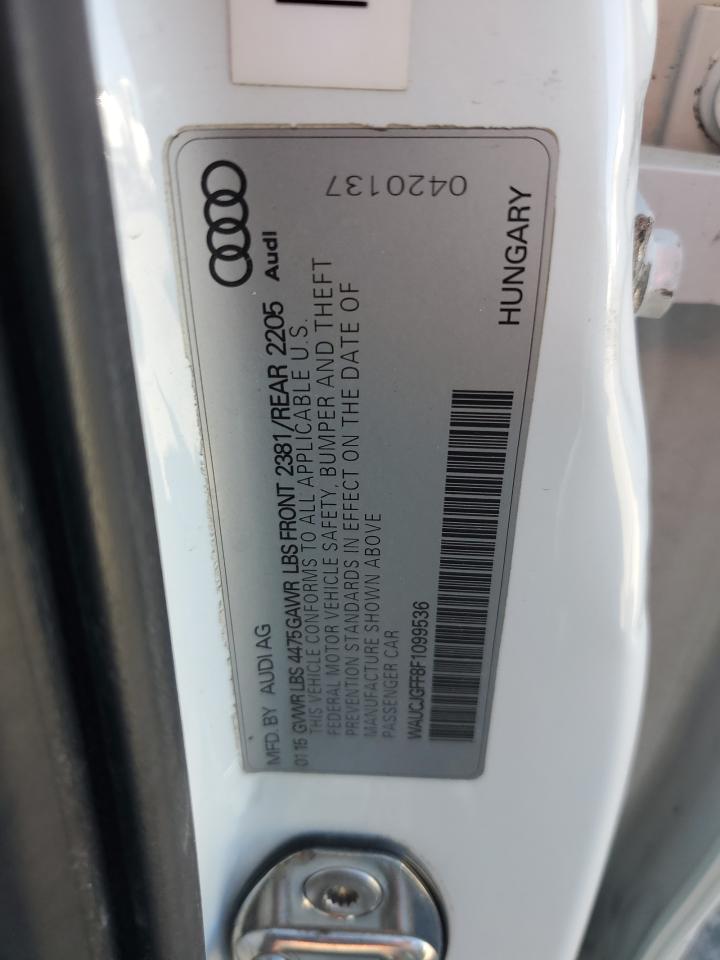 MFD. BY AUDI AG
01 15 GVWR LBS 4475 GAWR LBS FRONT 2381/REAR 2205
THIS VEHICLE CONFORMS TO ALL APPLICABLE U.S.
FEDERAL MOTOR VEHICLE SAFETY, BUMPER AND THEFT
PREVENTION STANDARDS IN EFFECT ON THE DATE OF
MANUFACTURE SHOWN ABOVE
PASSENGER CAR
WAUCJGFF8F1099536
Audi
HUNGARY
0420137